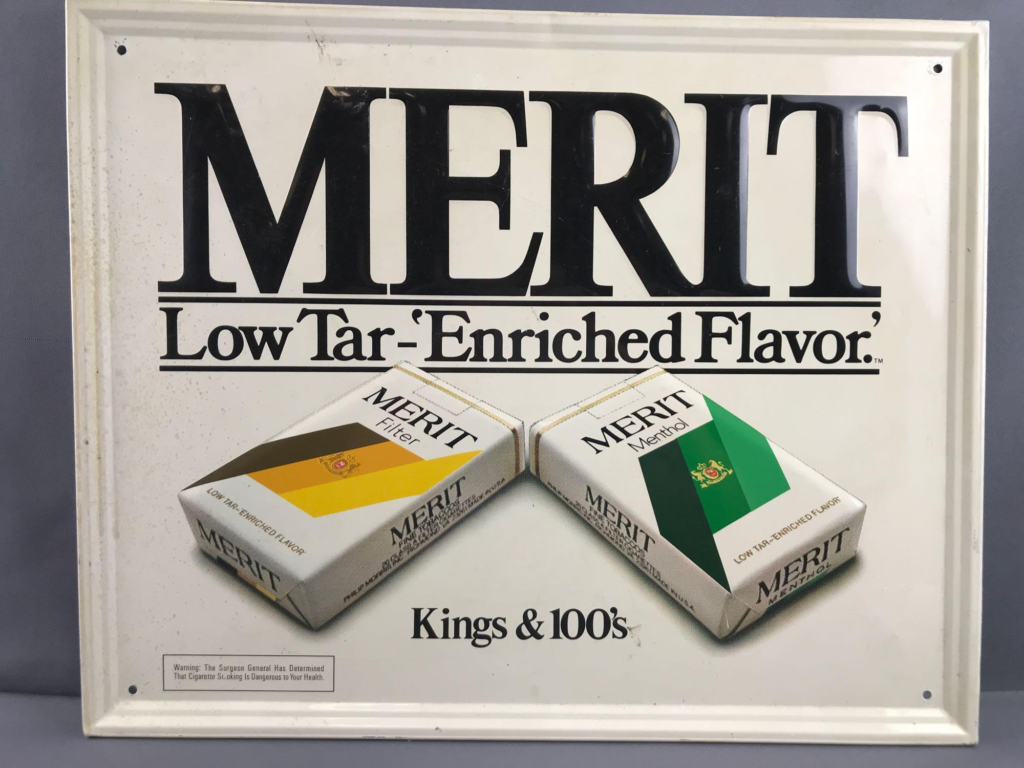 MERIT
Low Tar-'Enriched Flavor.'™
MERIT
Filter
LOW TAR-'ENRICHED FLAVOR'
MERIT
MERIT
MERIT
Menthol
LOW TAR-'ENRICHED FLAVOR'
MERIT
MERIT
MENTHOL
Kings & 100's
Warning: The Surgeon General Has Determined
That Cigarette Smoking Is Dangerous to Your Health.